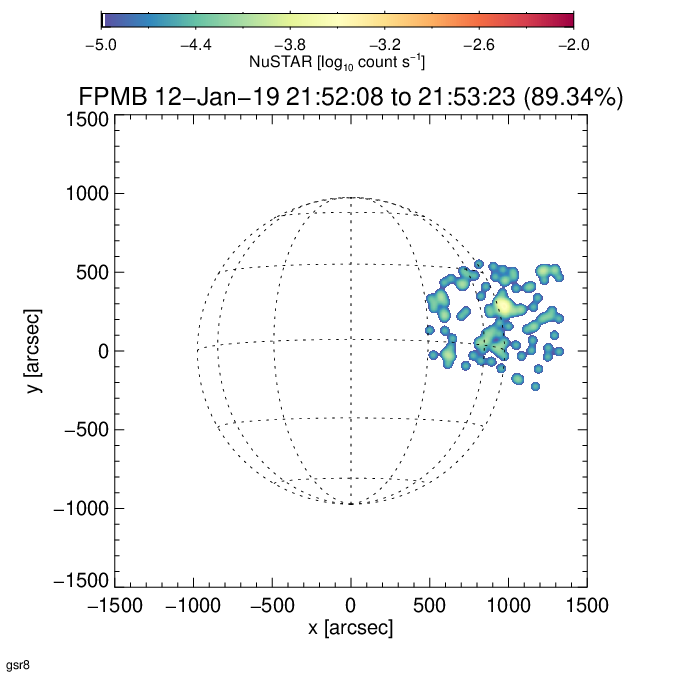 −5.0 −4.4 −3.8 −3.2 −2.6 −2.0
NuSTAR [log10 count s−1]
FPMB 12−Jan−19 21:52:08 to 21:53:23 (89.34%)
1500
1000
500
0
−500
−1000
−1500
y [arcsec]
−1500 −1000 −500 0 500 1000 1500
x [arcsec]
gsr8